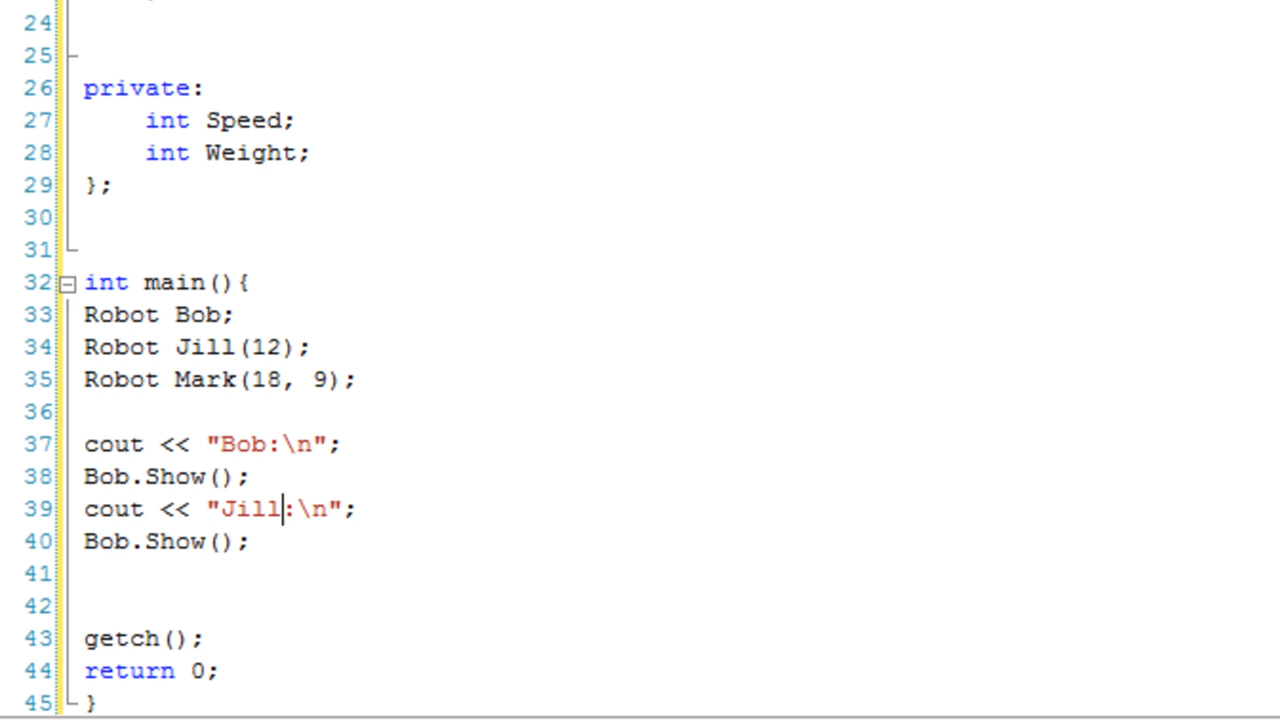 24
25
26 private:
27 int Speed;
28 int Weight;
29 };
30
31
32 int main(){
33 Robot Bob;
34 Robot Jill(12);
35 Robot Mark(18, 9);
36
37 cout << "Bob:\n";
38 Bob.Show();
39 cout << "Jill:\n";
40 Bob.Show();
41
42
43 getch();
44 return 0;
45 }